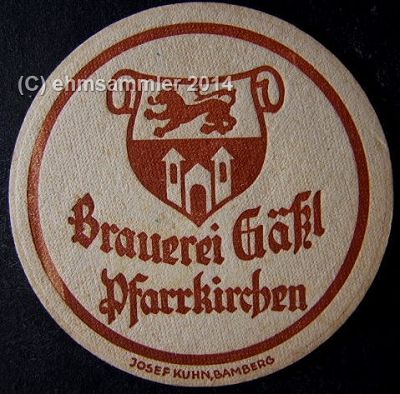 (C) ehmsammler 2014
Brauerei Gäßl
Pfarrkirchen
JOSEF KUHN, BAMBERG